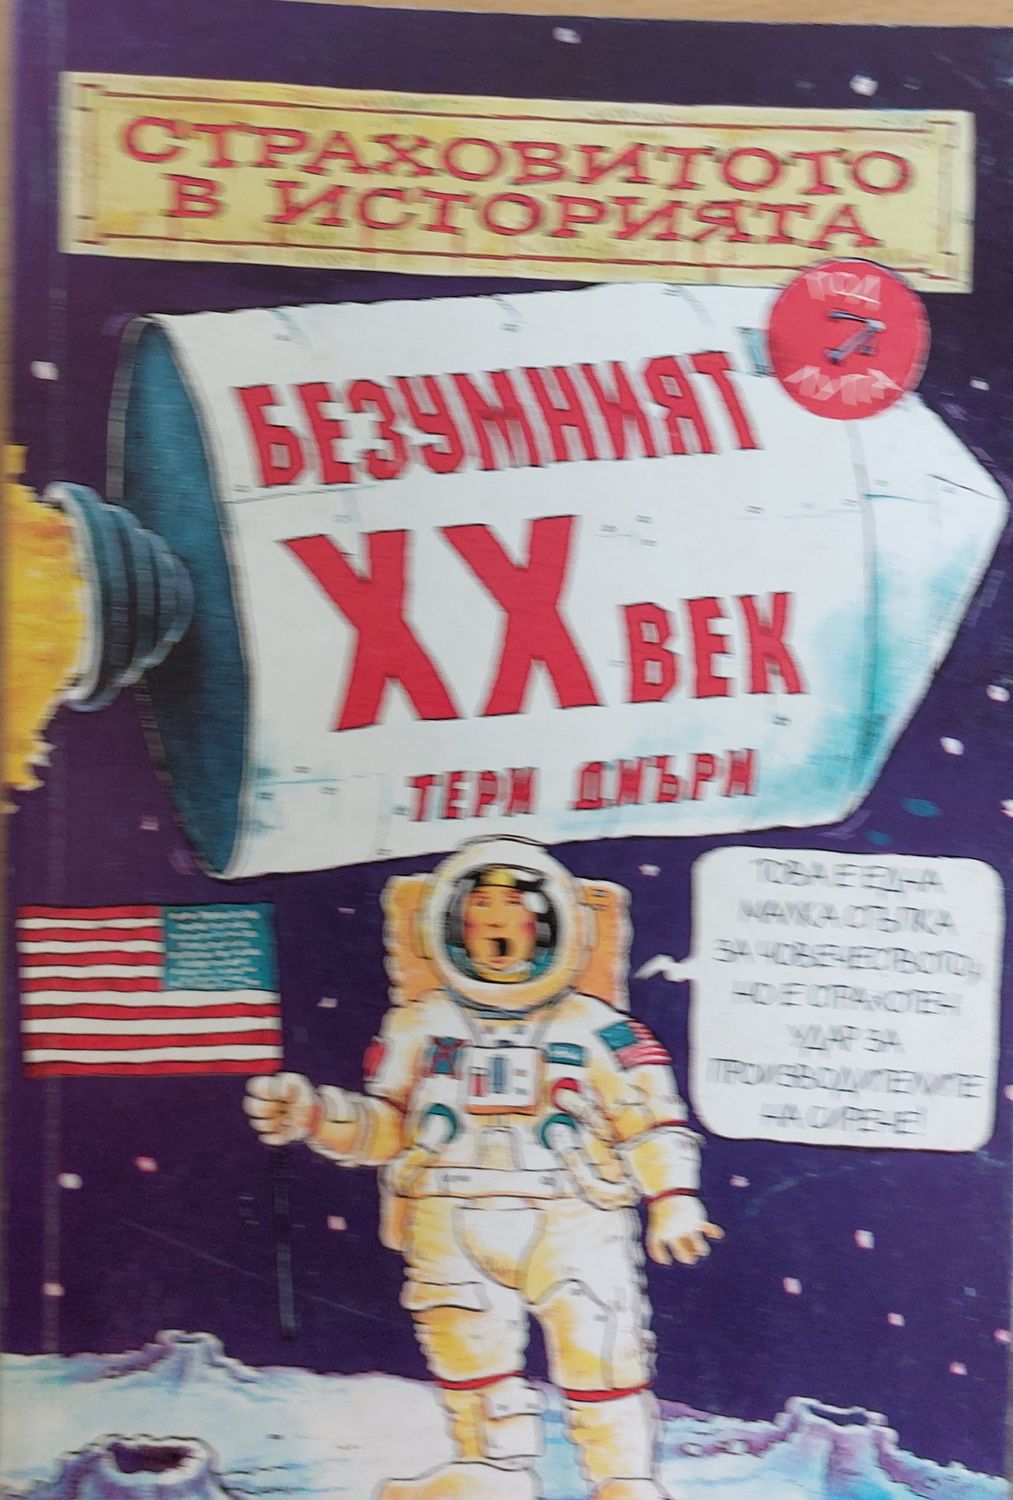 СТРАХОВИТОТО
В ИСТОРИЯТА
БЕЗУМНИЯТ
XX ВЕК
ТЕРИ ДИЪРИ
ТОВА Е ЕДНА
МАЛКА СТЪПКА
ЗА ЧОВЕЧЕСТВОТО,
НО Е СТРАХОТЕН
УДАР ЗА
ПРОИЗВОДИТЕЛИТЕ
НА СИРЕНЕ!